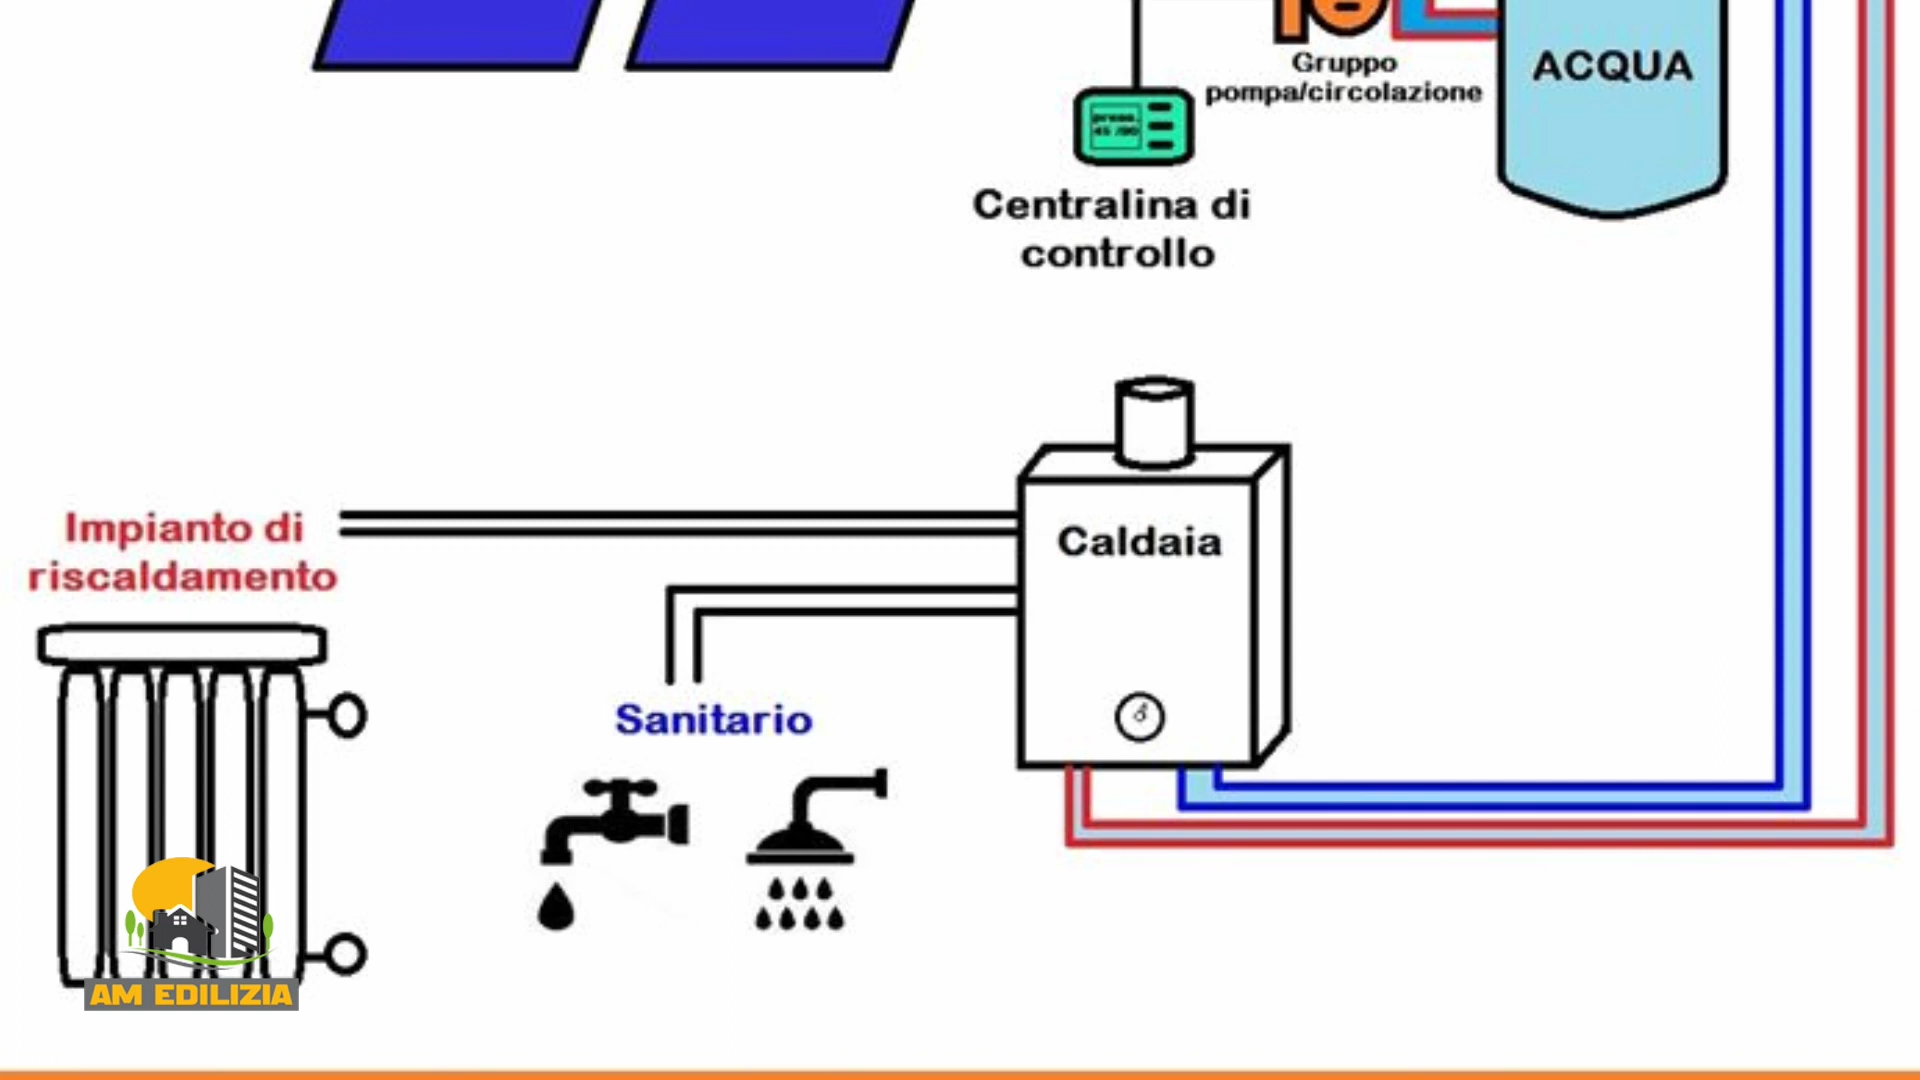 ACQUA
Gruppo
pompa/circolazione
Centralina di
controllo
Caldaia
Impianto di
riscaldamento
Sanitario
AM EDILIZIA